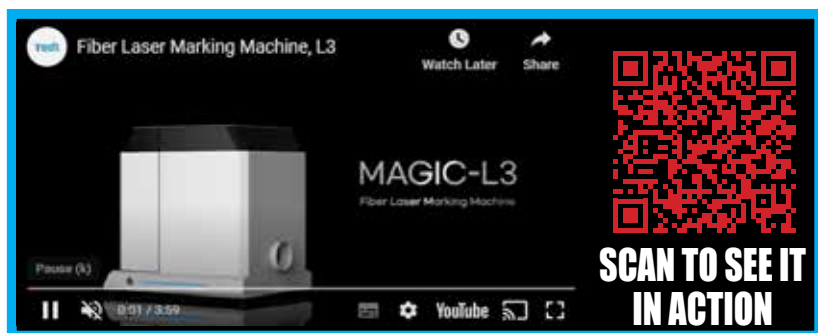 Fiber Laser Marking Machine, L3
Watch Later
Share
MAGIC-L3
Fiber Laser Marking Machine
Pause (k)
0:01 / 3:59
YouTube
SCAN TO SEE IT
IN ACTION